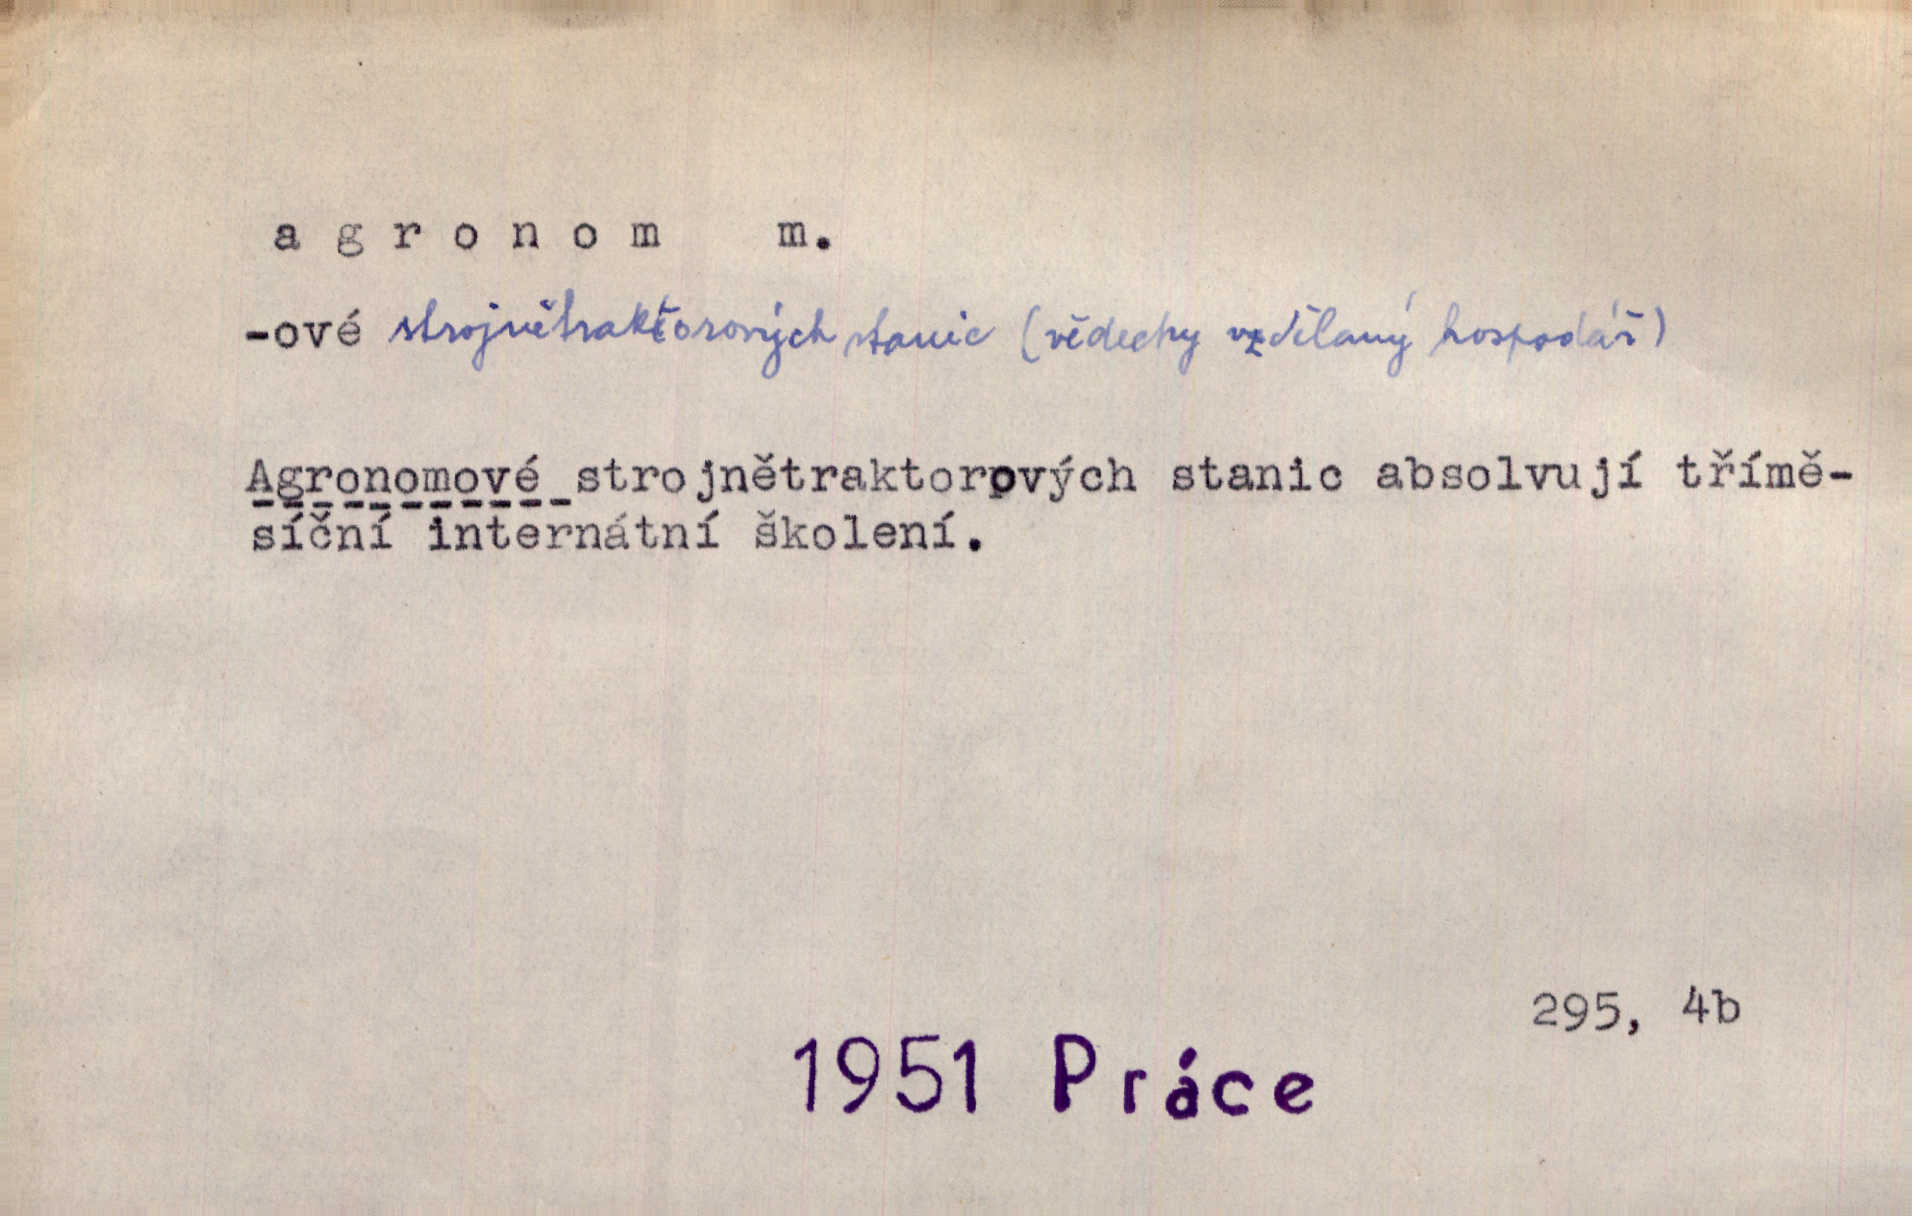 a g r o n o m m.
-ové strojnětraktorových stanic (vědecky vzdělaný hospodář)
Agronomové strojnětraktorových stanic absolvují třímě-
síční internátní školení.
295, 4b
1951 Práce